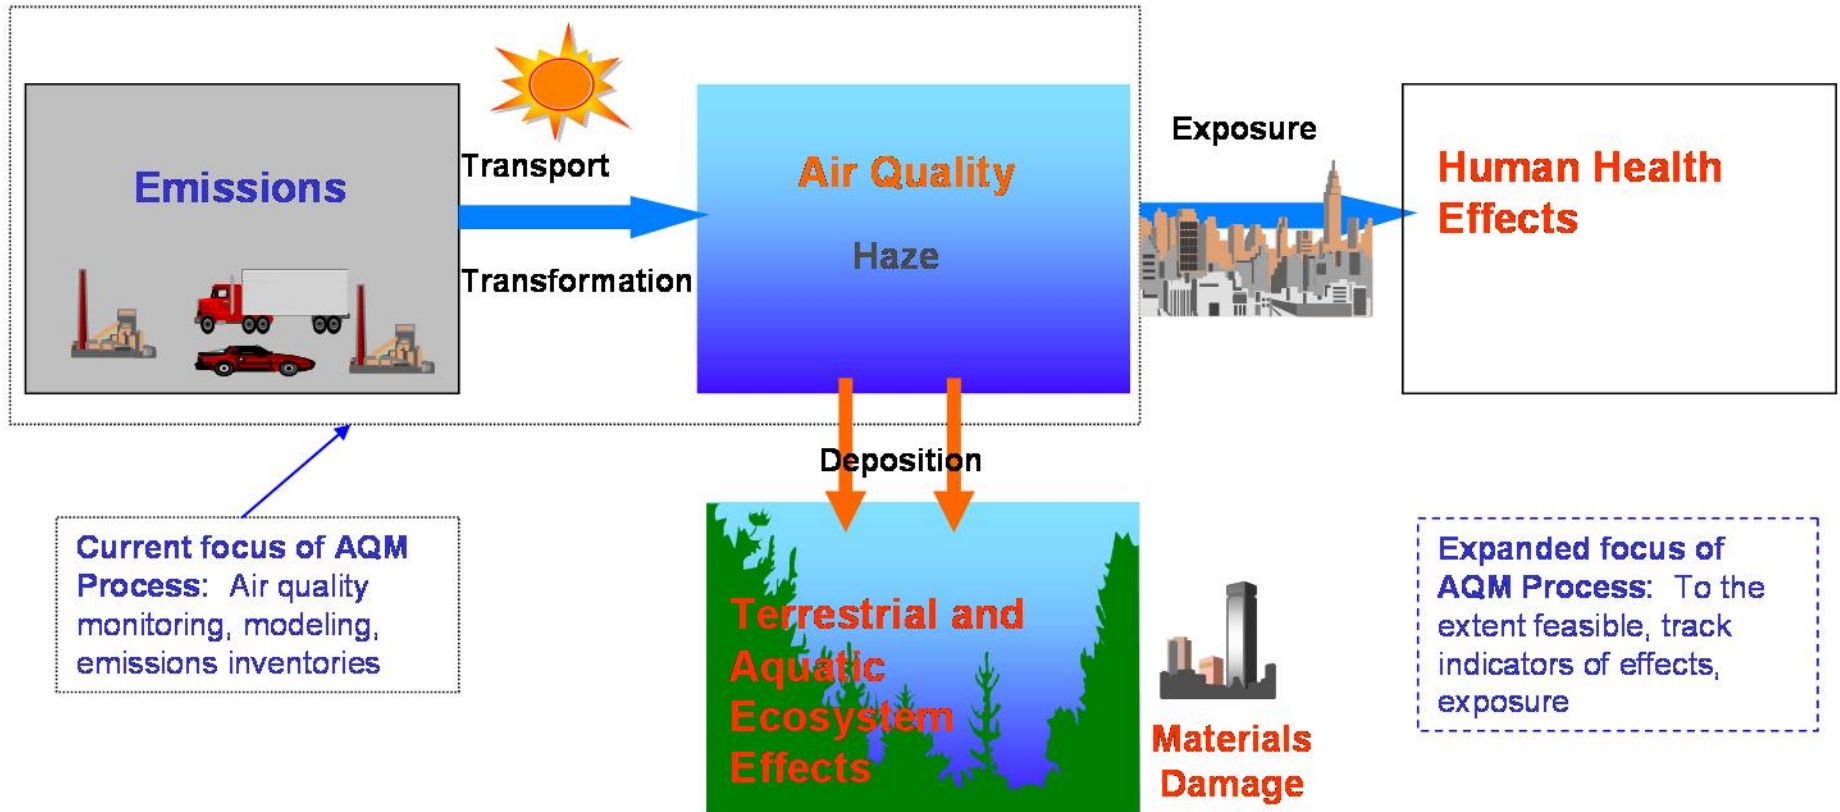 Emissions
Transport
Transformation
Air Quality
Haze
Exposure
Human Health
Effects
Deposition
Current focus of AQM
Process:  Air quality
monitoring, modeling,
emissions inventories
Terrestrial and
Aquatic
Ecosystem
Effects
Materials
Damage
Expanded focus of
AQM Process:  To the
extent feasible, track
indicators of effects,
exposure